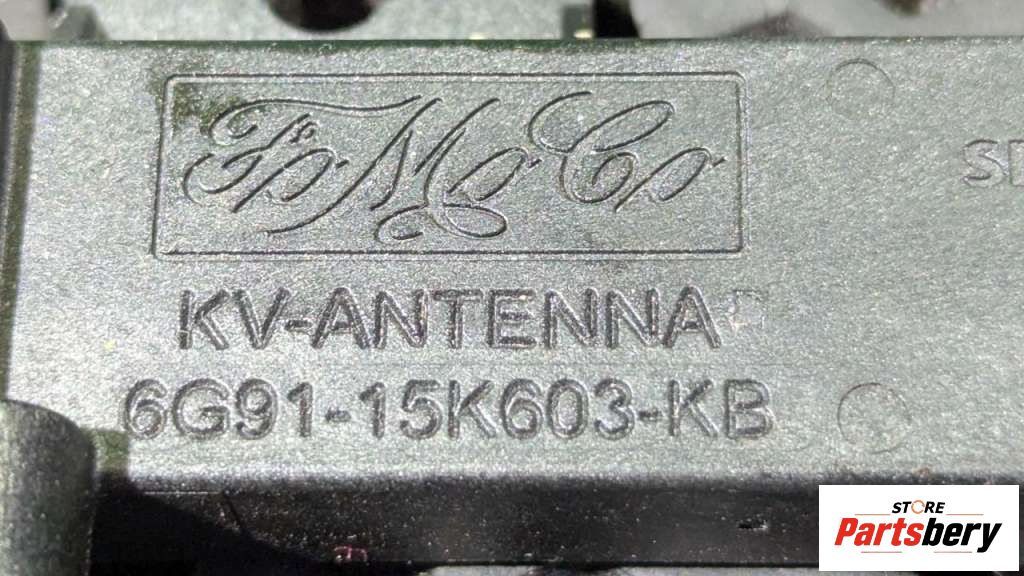 FoMoCo
KV-ANTENNA
6G91-15K603-KB
STORE
Partsbery